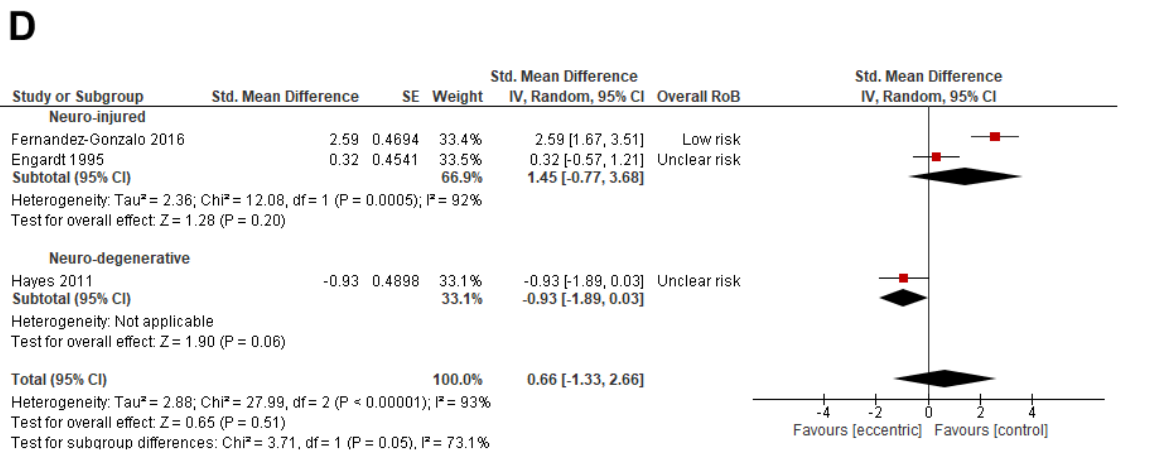 D
Std. Mean Difference Std. Mean Difference
Study or Subgroup Std. Mean Difference SE Weight IV, Random, 95% CI Overall RoB IV, Random, 95% CI
Neuro-injured
Fernandez-Gonzalo 2016 2.59 0.4694 33.4% 2.59 [1.67, 3.51] Low risk
Engardt 1995 0.32 0.4541 33.5% 0.32 [-0.57, 1.21] Unclear risk
Subtotal (95% CI) 66.9% 1.45 [-0.77, 3.68]
Heterogeneity: Tau² = 2.36; Chi² = 12.08, df = 1 (P = 0.0005); I² = 92%
Test for overall effect: Z = 1.28 (P = 0.20)
Neuro-degenerative
Hayes 2011 -0.93 0.4898 33.1% -0.93 [-1.89, 0.03] Unclear risk
Subtotal (95% CI) 33.1% -0.93 [-1.89, 0.03]
Heterogeneity: Not applicable
Test for overall effect: Z = 1.90 (P = 0.06)
Total (95% CI) 100.0% 0.66 [-1.33, 2.66]
Heterogeneity: Tau² = 2.88; Chi² = 27.99, df = 2 (P < 0.00001); I² = 93%
Test for overall effect: Z = 0.65 (P = 0.51)
Test for subgroup differences: Chi² = 3.71, df = 1 (P = 0.05), I² = 73.1%
-4 -2 0 2 4
Favours [eccentric] Favours [control]